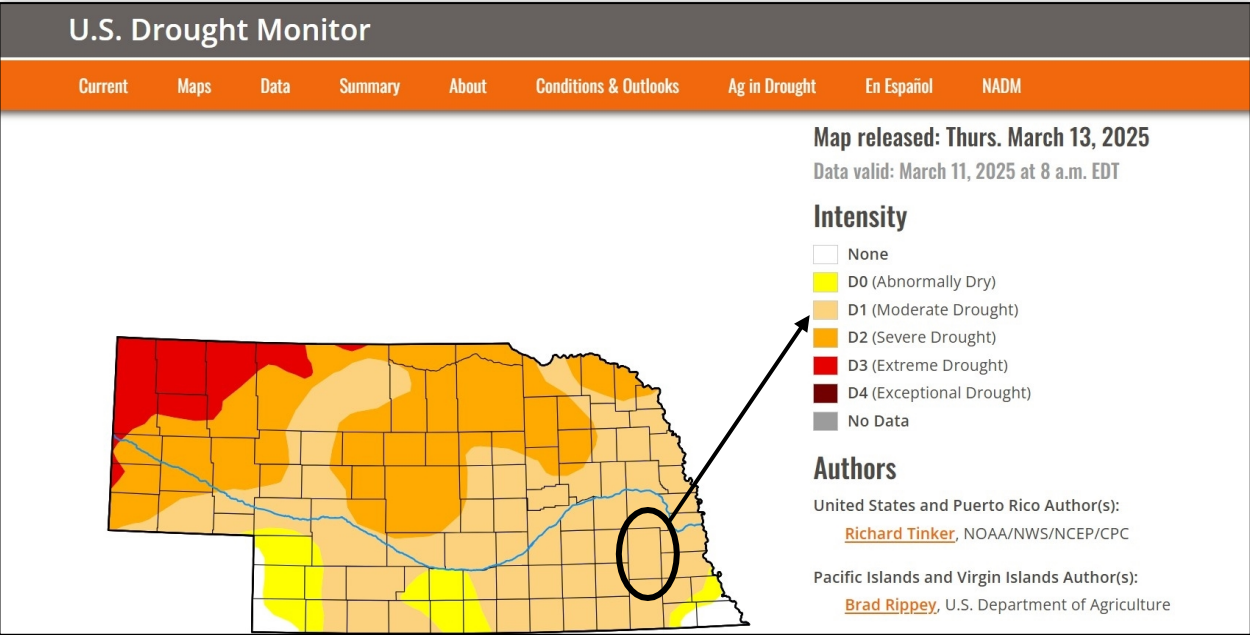 U.S. Drought Monitor
Current Maps Data Summary About Conditions & Outlooks Ag in Drought En Español NADM
Map released: Thurs. March 13, 2025
Data valid: March 11, 2025 at 8 a.m. EDT
Intensity
None
D0 (Abnormally Dry)
D1 (Moderate Drought)
D2 (Severe Drought)
D3 (Extreme Drought)
D4 (Exceptional Drought)
No Data
Authors
United States and Puerto Rico Author(s):
Richard Tinker, NOAA/NWS/NCEP/CPC
Pacific Islands and Virgin Islands Author(s):
Brad Rippey, U.S. Department of Agriculture